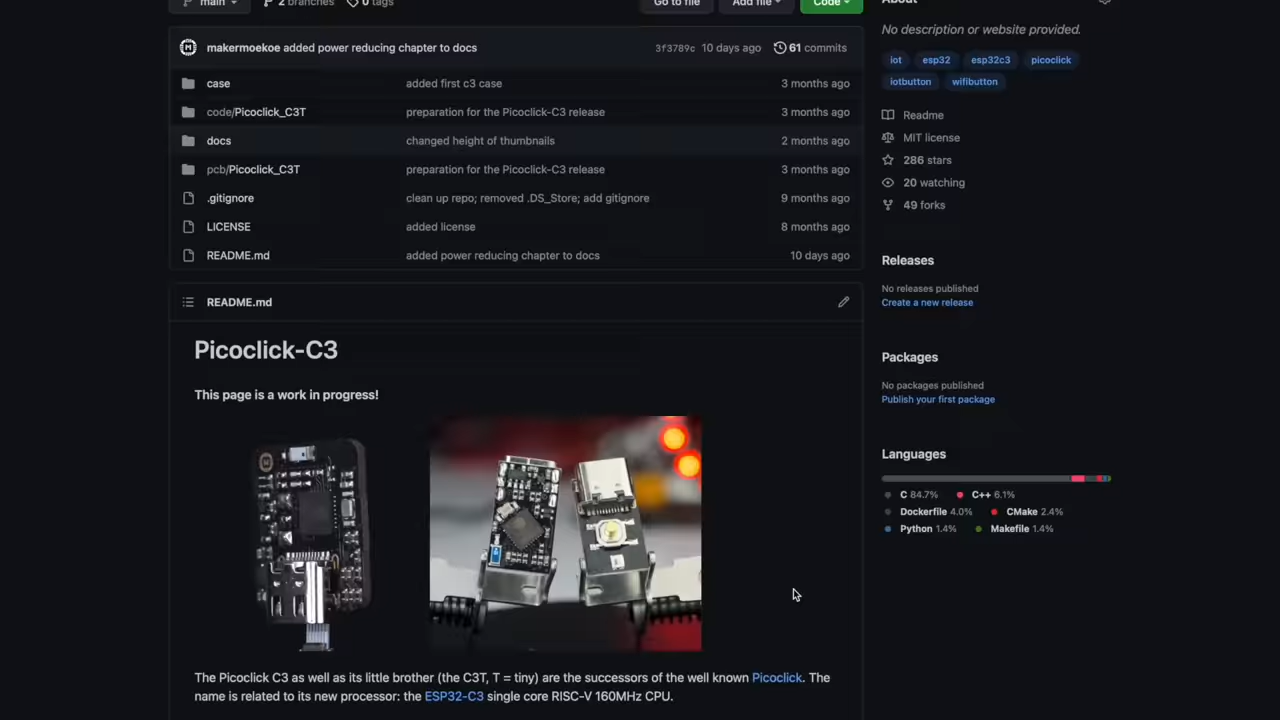 main
2 branches
0 tags
Go to file
Add file
Code
makermoekoe added power reducing chapter to docs
3f3789c 10 days ago 61 commits
case added first c3 case 3 months ago
code/Picoclick_C3T preparation for the Picoclick-C3 release 3 months ago
docs changed height of thumbnails 2 months ago
pcb/Picoclick_C3T preparation for the Picoclick-C3 release 3 months ago
.gitignore clean up repo; removed .DS_Store; add gitignore 9 months ago
LICENSE added license 8 months ago
README.md added power reducing chapter to docs 10 days ago
README.md
Picoclick-C3
This page is a work in progress!
The Picoclick C3 as well as its little brother (the C3T, T = tiny) are the successors of the well known Picoclick. The
name is related to its new processor: the ESP32-C3 single core RISC-V 160MHz CPU.
About
No description or website provided.
iot esp32 esp32c3 picoclick
iotbutton wifibutton
Readme
MIT license
286 stars
20 watching
49 forks
Releases
No releases published
Create a new release
Packages
No packages published
Publish your first package
Languages
C 84.7% C++ 6.1%
Dockerfile 4.0% CMake 2.4%
Python 1.4% Makefile 1.4%